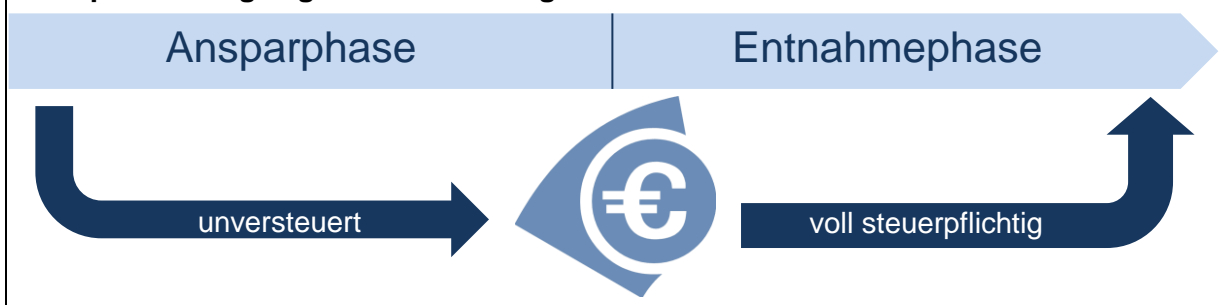 Ansparphase
Entnahmephase
€
unversteuert
voll steuerpflichtig